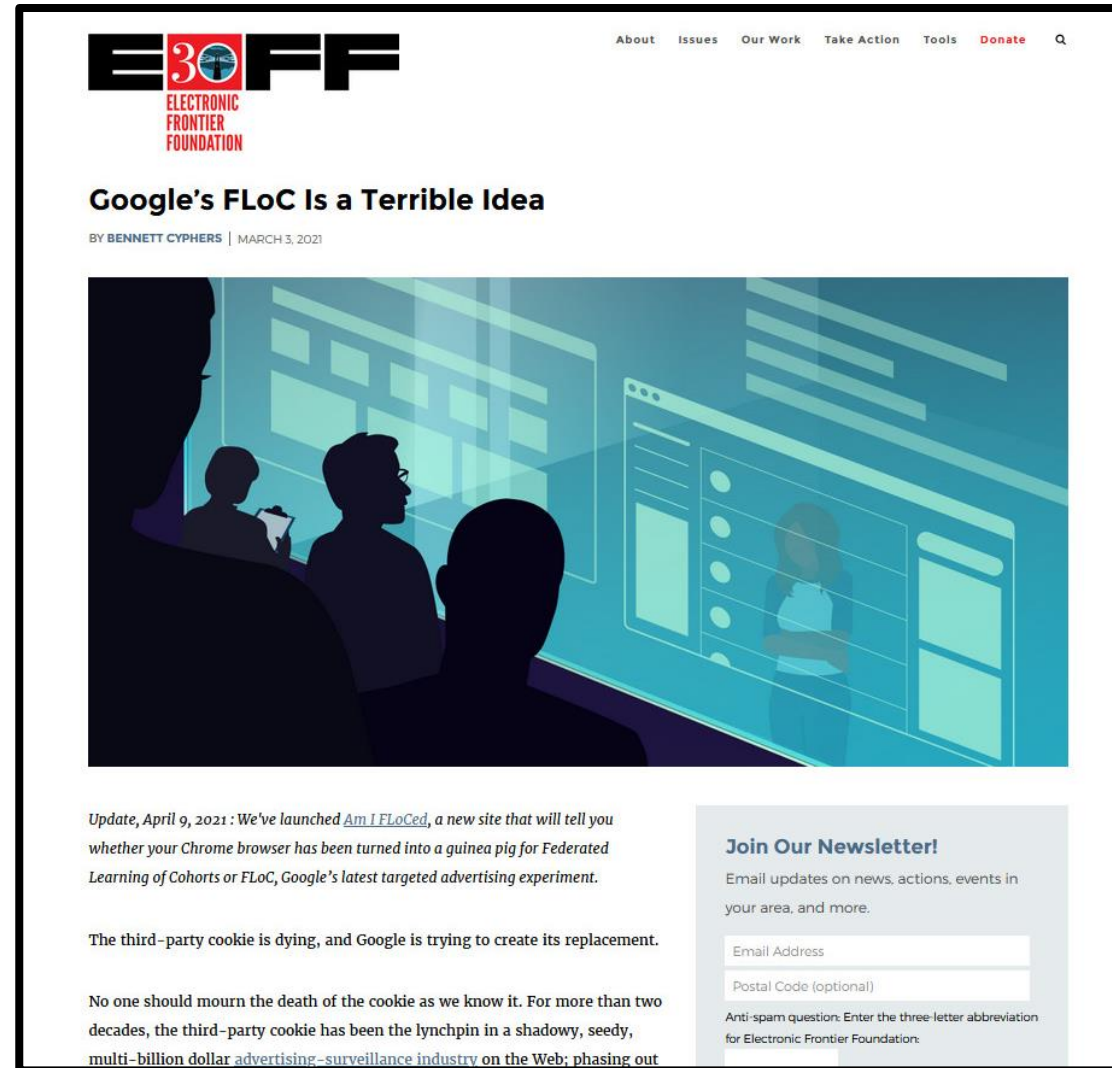 About Issues Our Work Take Action Tools Donate
E30FF
ELECTRONIC
FRONTIER
FOUNDATION
Google's FLoC Is a Terrible Idea
BY BENNETT CYPHERS | MARCH 3, 2021
Update, April 9, 2021 : We've launched Am I FLoCed, a new site that will tell you
whether your Chrome browser has been turned into a guinea pig for Federated
Learning of Cohorts or FLoC, Google's latest targeted advertising experiment.
The third-party cookie is dying, and Google is trying to create its replacement.
No one should mourn the death of the cookie as we know it. For more than two
decades, the third-party cookie has been the lynchpin in a shadowy, seedy,
multi-billion dollar advertising-surveillance industry on the Web; phasing out
Join Our Newsletter!
Email updates on news, actions, events in
your area, and more.
Email Address
Postal Code (optional)
Anti-spam question: Enter the three-letter abbreviation
for Electronic Frontier Foundation: